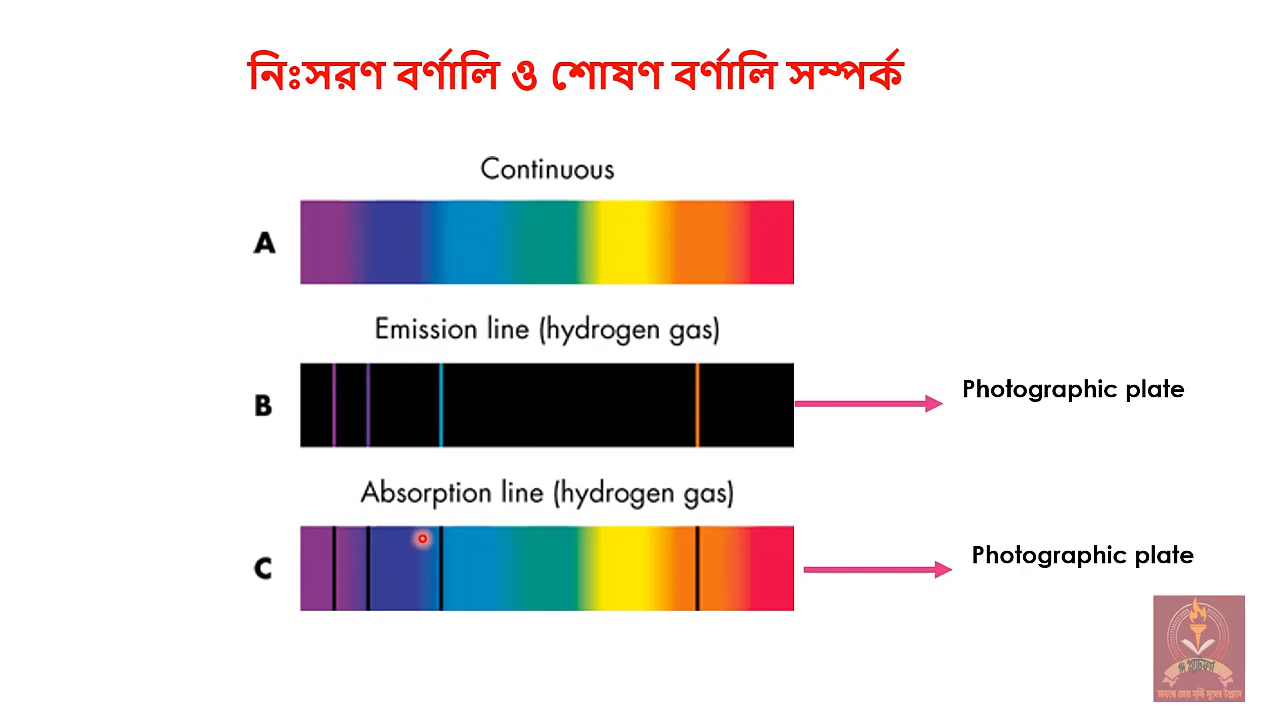 নিঃসরণ বর্ণালি ও শোষণ বর্ণালি সম্পর্ক
Continuous
A
Emission line (hydrogen gas)
B
Photographic plate
Absorption line (hydrogen gas)
C
Photographic plate
দি প্ল্যাটফর্ম